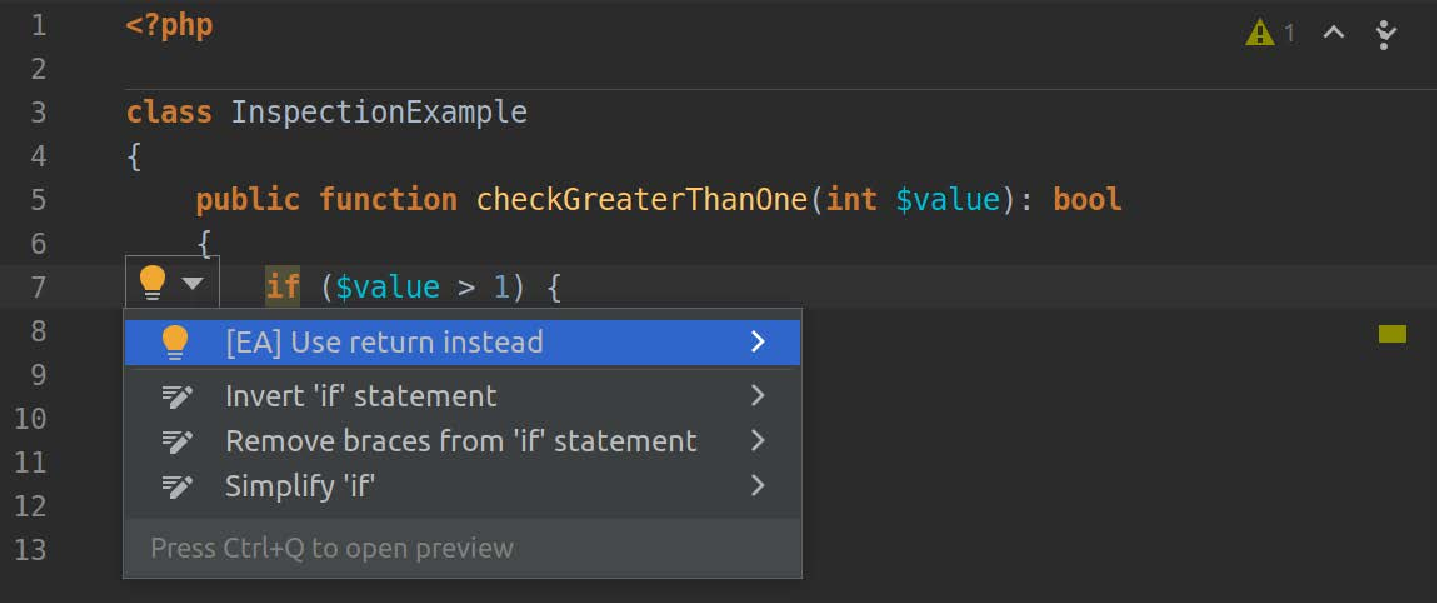 1 <?php
2
3 class InspectionExample
4 {
5 public function checkGreaterThanOne(int $value): bool
6 {
7 if ($value > 1) {
8
9
10
11
12
13
1
[EA] Use return instead
Invert 'if' statement
Remove braces from 'if' statement
Simplify 'if'
Press Ctrl+Q to open preview